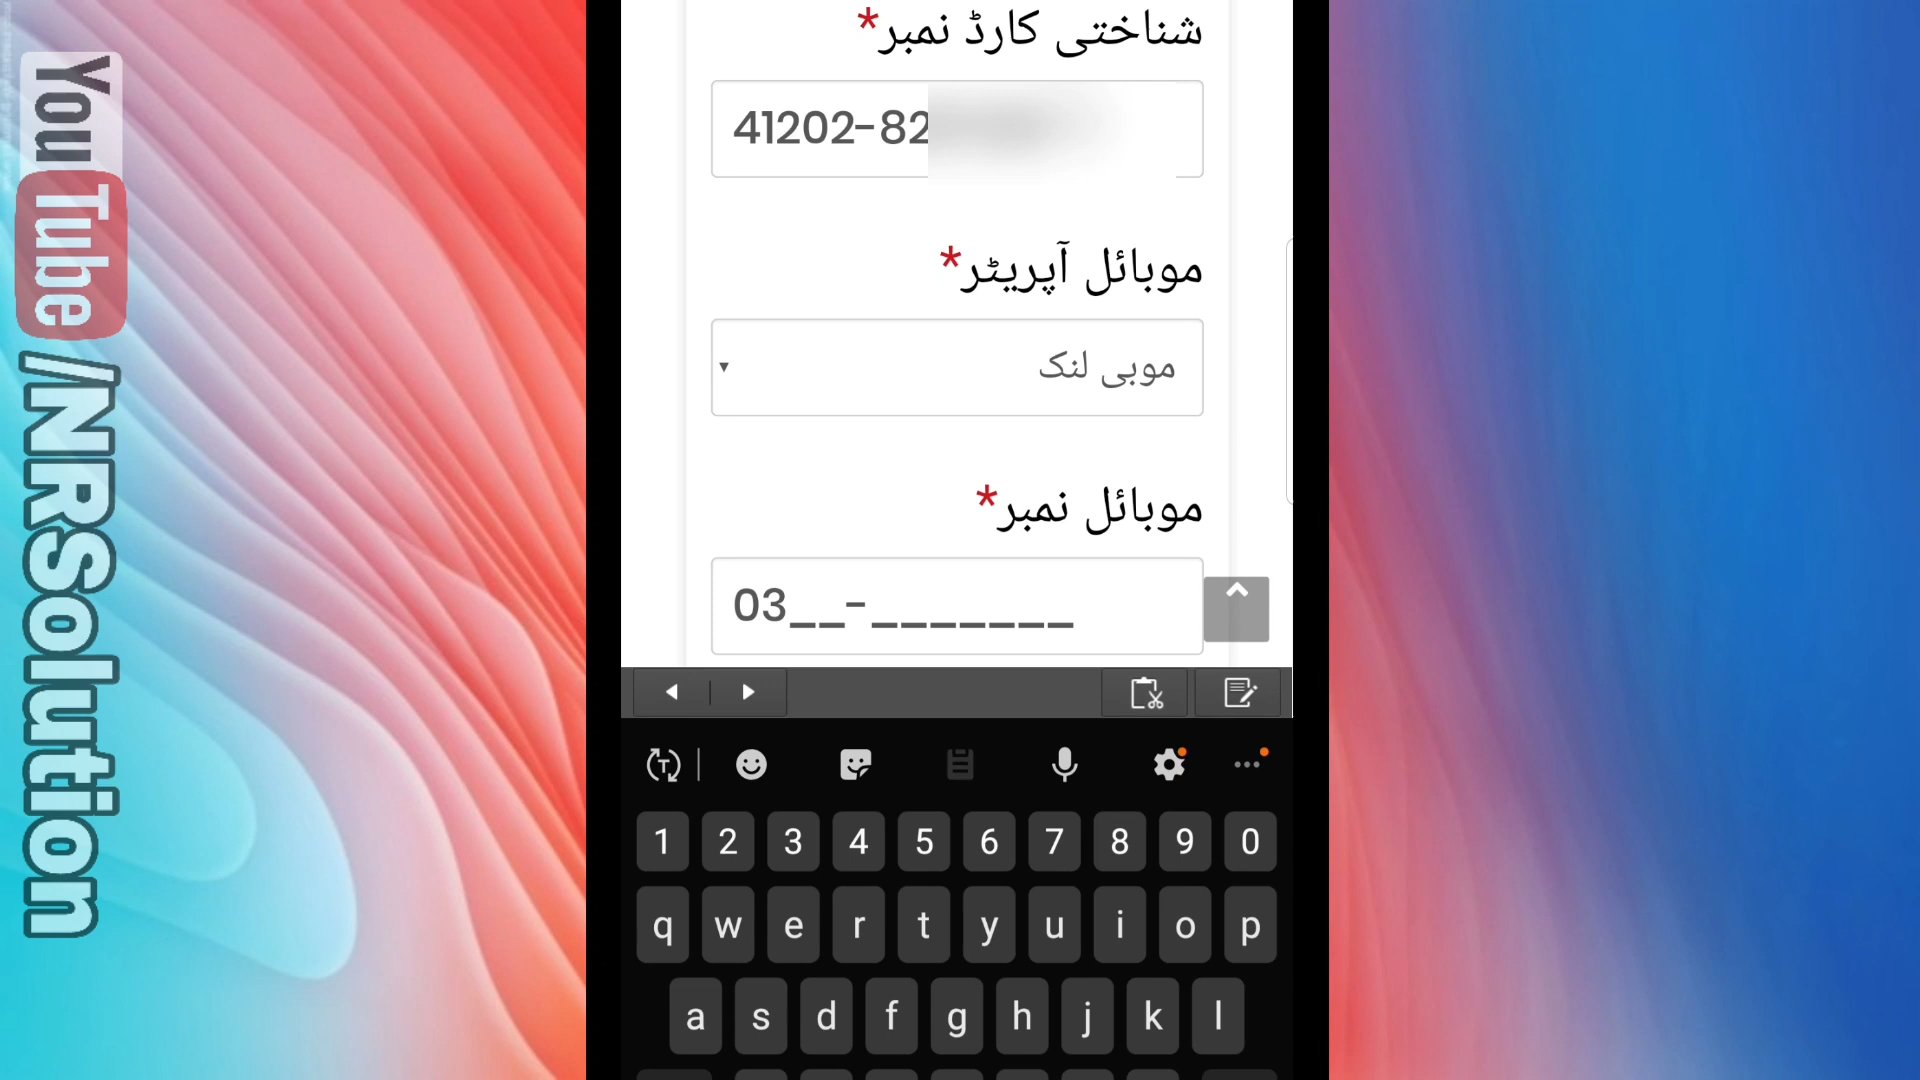 YouTube /NRSolution
شناختی کارڈ نمبر*
41202-82
موبائل آپریٹر*
موبی لنک
موبائل نمبر*
03__-_______
1 2 3 4 5 6 7 8 9 0
q w e r t y u i o p
a s d f g h j k l